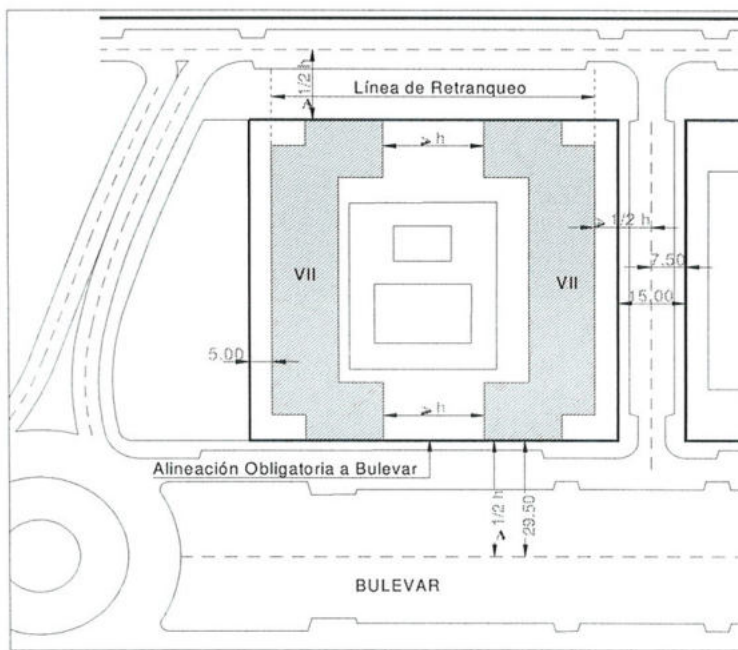 ⩾ 1/2 h
Línea de Retranqueo
⩾ h
⩾ 1/2 h
VII
VII
7.50
15.00
5.00
⩾ h
Alineación Obligatoria a Bulevar
> 1/2 h
29.50
BULEVAR